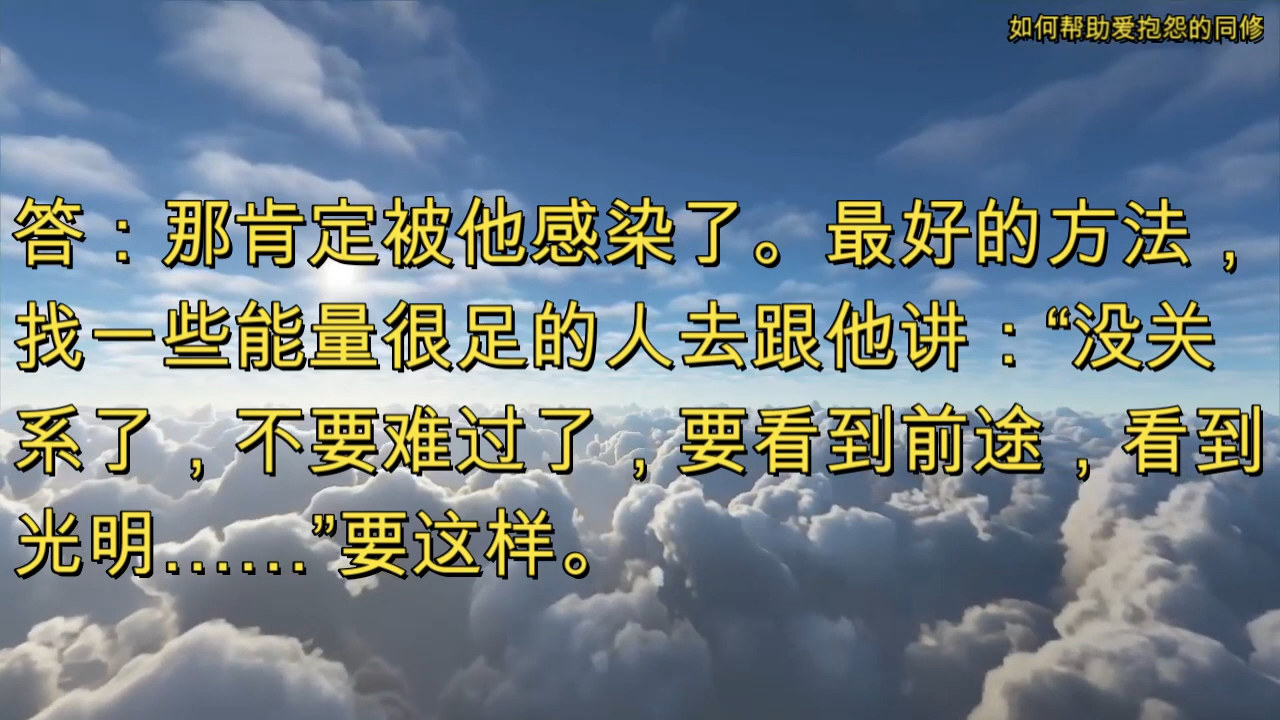 如何帮助爱抱怨的同修
答：那肯定被他感染了。最好的方法，
找一些能量很足的人去跟他讲：“没关
系了，不要难过了，要看到前途，看到
光明……”要这样。